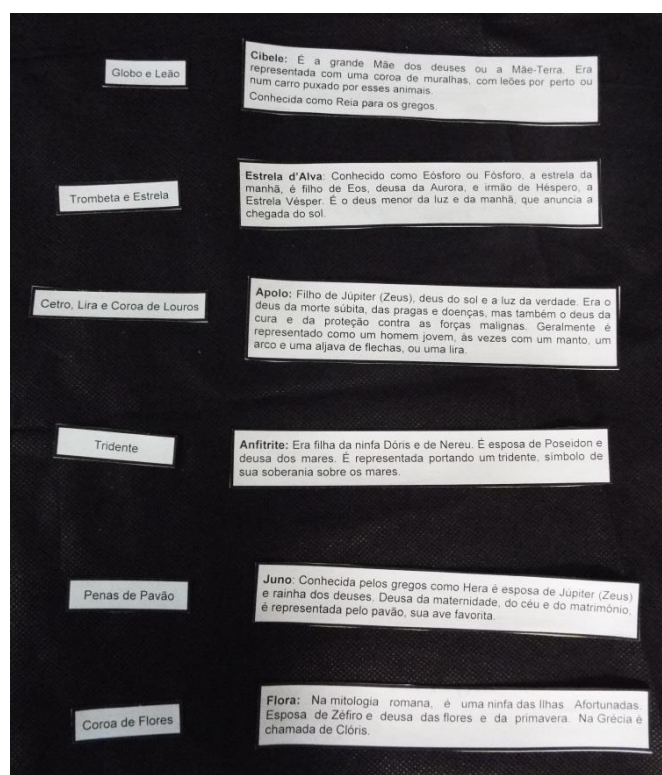 Globo e Leão
Cibele: É a grande Mãe dos deuses ou a Mãe-Terra. Era
representada com uma coroa de muralhas, com leões por perto ou
num carro puxado por esses animais.
Conhecida como Reia para os gregos.
Trombeta e Estrela
Estrela d'Alva: Conhecido como Eósforo ou Fósforo, a estrela da
manhã, é filho de Eos, deusa da Aurora, e irmão de Héspero, a
Estrela Vésper. É o deus menor da luz e da manhã, que anuncia a
chegada do sol.
Cetro, Lira e Coroa de Louros
Apolo: Filho de Júpiter (Zeus), deus do sol e a luz da verdade. Era o
deus da morte súbita, das pragas e doenças, mas também o deus da
cura e da proteção contra as forças malignas. Geralmente é
representado como um homem jovem, às vezes com um manto, um
arco e uma aljava de flechas, ou uma lira.
Tridente
Anfitrite: Era filha da ninfa Dóris e de Nereu. É esposa de Poseidon e
deusa dos mares. É representada portando um tridente, símbolo de
sua soberania sobre os mares.
Penas de Pavão
Juno: Conhecida pelos gregos como Hera é esposa de Júpiter (Zeus)
e rainha dos deuses. Deusa da maternidade, do céu e do matrimônio,
é representada pelo pavão, sua ave favorita.
Coroa de Flores
Flora: Na mitologia romana, é uma ninfa das Ilhas Afortunadas.
Esposa de Zéfiro e deusa das flores e da primavera. Na Grécia é
chamada de Clóris.